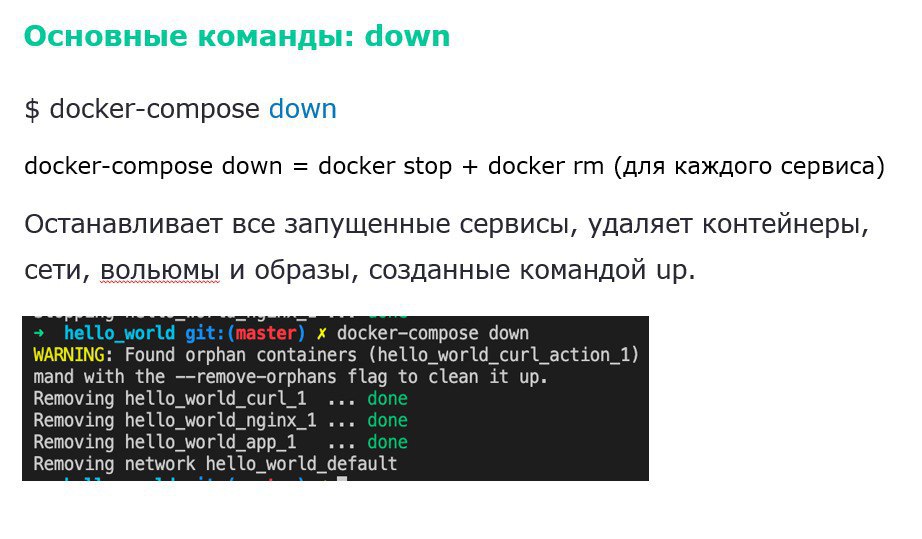 Основные команды: down
$ docker-compose down
docker-compose down = docker stop + docker rm (для каждого сервиса)
Останавливает все запущенные сервисы, удаляет контейнеры,
сети, вольюмы и образы, созданные командой up.
➜ hello_world git:(master) ✗ docker-compose down
WARNING: Found orphan containers (hello_world_curl_action_1)
mand with the --remove-orphans flag to clean it up.
Removing hello_world_curl_1 ... done
Removing hello_world_nginx_1 ... done
Removing hello_world_app_1 ... done
Removing network hello_world_default